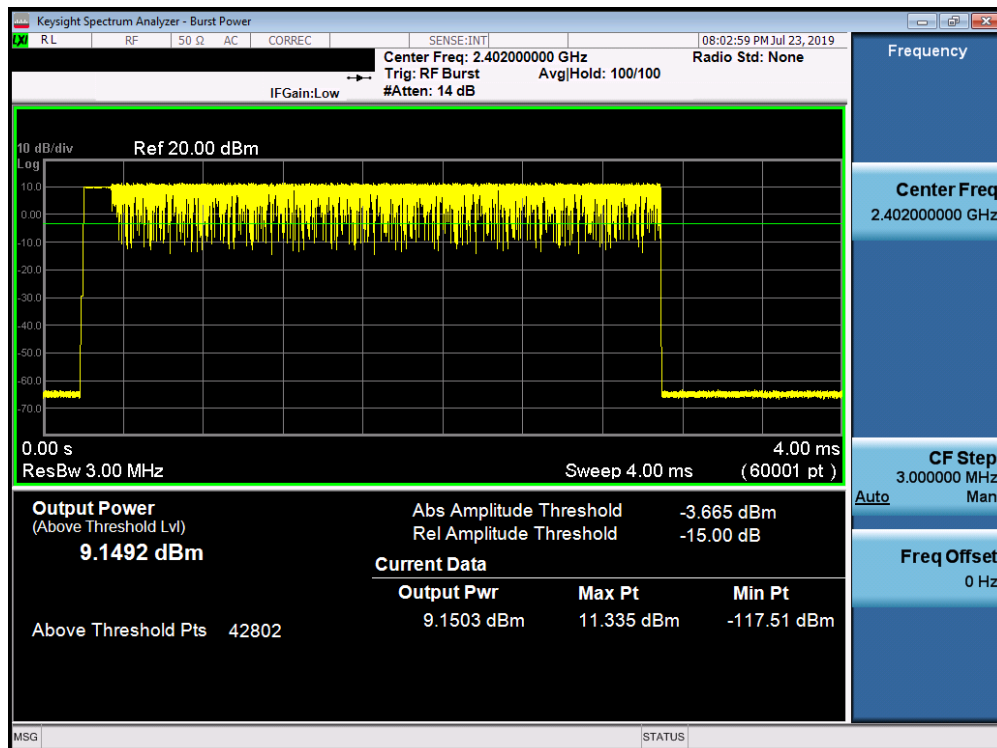 Keysight Spectrum Analyzer - Burst Power
LXI RL RF 50 Ω AC CORREC SENSE:INT 08:02:59 PM Jul 23, 2019
Center Freq: 2.402000000 GHz Radio Std: None
Trig: RF Burst Avg|Hold: 100/100
IFGain:Low #Atten: 14 dB
10 dB/div Ref 20.00 dBm
Log
10.0
0.00
-10.0
-20.0
-30.0
-40.0
-50.0
-60.0
-70.0
0.00 s 4.00 ms
ResBw 3.00 MHz Sweep 4.00 ms (60001 pt)
Output Power
(Above Threshold Lvl)
9.1492 dBm
Above Threshold Pts 42802
Abs Amplitude Threshold -3.665 dBm
Rel Amplitude Threshold -15.00 dB
Current Data
Output Pwr Max Pt Min Pt
9.1503 dBm 11.335 dBm -117.51 dBm
Frequency
Center Freq
2.402000000 GHz
CF Step
3.000000 MHz
Auto Man
Freq Offset
0 Hz
MSG STATUS